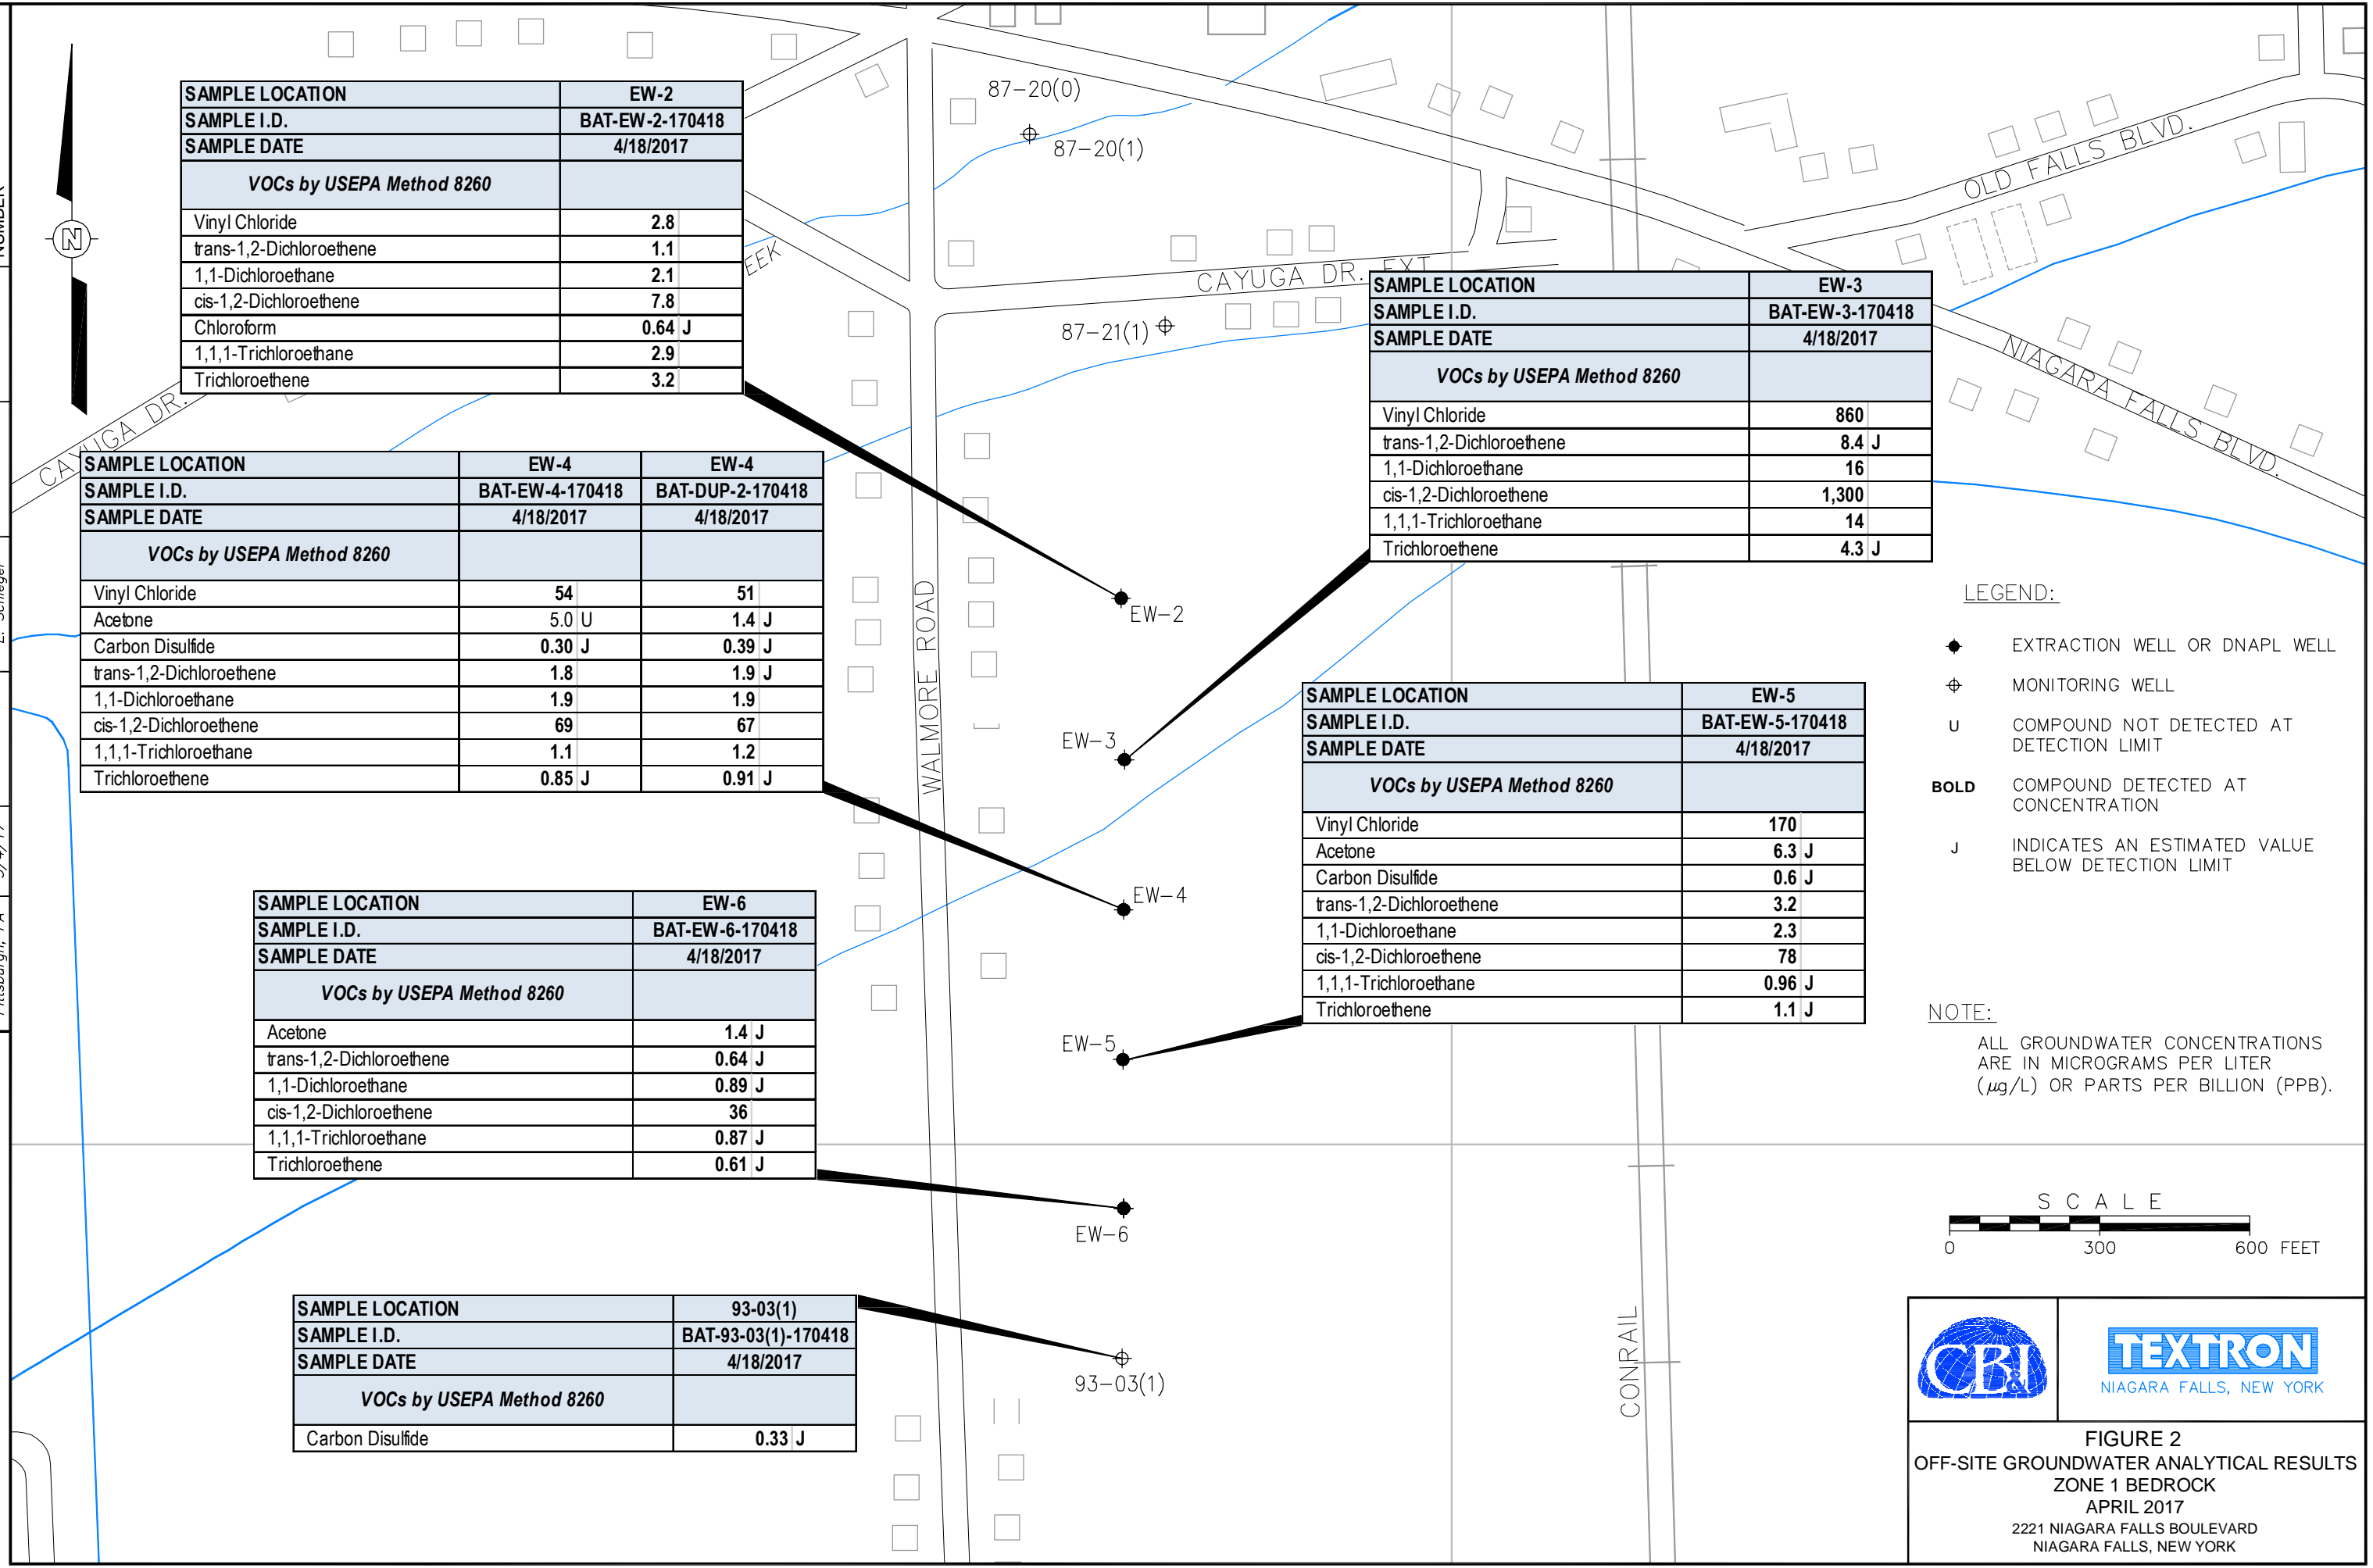 SAMPLE LOCATION EW-2
SAMPLE I.D. BAT-EW-2-170418
SAMPLE DATE 4/18/2017
VOCs by USEPA Method 8260
Vinyl Chloride 2.8
trans-1,2-Dichloroethene 1.1
1,1-Dichloroethane 2.1
cis-1,2-Dichloroethene 7.8
Chloroform 0.64 J
1,1,1-Trichloroethane 2.9
Trichloroethene 3.2
87-20(0)
87-20(1)
87-21(1)
CAYUGA DR. EXT
OLD FALLS BLVD.
NIAGARA FALLS BLVD.
EEK
N
CAYUGA DR.
WALMORE ROAD
CONRAIL
SAMPLE LOCATION EW-3
SAMPLE I.D. BAT-EW-3-170418
SAMPLE DATE 4/18/2017
VOCs by USEPA Method 8260
Vinyl Chloride 860
trans-1,2-Dichloroethene 8.4 J
1,1-Dichloroethane 16
cis-1,2-Dichloroethene 1,300
1,1,1-Trichloroethane 14
Trichloroethene 4.3 J
SAMPLE LOCATION EW-4 EW-4
SAMPLE I.D. BAT-EW-4-170418 BAT-DUP-2-170418
SAMPLE DATE 4/18/2017 4/18/2017
VOCs by USEPA Method 8260
Vinyl Chloride 54 51
Acetone 5.0 U 1.4 J
Carbon Disulfide 0.30 J 0.39 J
trans-1,2-Dichloroethene 1.8 1.9 J
1,1-Dichloroethane 1.9 1.9
cis-1,2-Dichloroethene 69 67
1,1,1-Trichloroethane 1.1 1.2
Trichloroethene 0.85 J 0.91 J
EW-2
EW-3
EW-4
EW-5
EW-6
93-03(1)
SAMPLE LOCATION EW-5
SAMPLE I.D. BAT-EW-5-170418
SAMPLE DATE 4/18/2017
VOCs by USEPA Method 8260
Vinyl Chloride 170
Acetone 6.3 J
Carbon Disulfide 0.6 J
trans-1,2-Dichloroethene 3.2
1,1-Dichloroethane 2.3
cis-1,2-Dichloroethene 78
1,1,1-Trichloroethane 0.96 J
Trichloroethene 1.1 J
SAMPLE LOCATION EW-6
SAMPLE I.D. BAT-EW-6-170418
SAMPLE DATE 4/18/2017
VOCs by USEPA Method 8260
Acetone 1.4 J
trans-1,2-Dichloroethene 0.64 J
1,1-Dichloroethane 0.89 J
cis-1,2-Dichloroethene 36
1,1,1-Trichloroethane 0.87 J
Trichloroethene 0.61 J
SAMPLE LOCATION 93-03(1)
SAMPLE I.D. BAT-93-03(1)-170418
SAMPLE DATE 4/18/2017
VOCs by USEPA Method 8260
Carbon Disulfide 0.33 J
LEGEND:
EXTRACTION WELL OR DNAPL WELL
MONITORING WELL
U COMPOUND NOT DETECTED AT
DETECTION LIMIT
BOLD COMPOUND DETECTED AT
CONCENTRATION
J INDICATES AN ESTIMATED VALUE
BELOW DETECTION LIMIT
NOTE:
ALL GROUNDWATER CONCENTRATIONS
ARE IN MICROGRAMS PER LITER
(µg/L) OR PARTS PER BILLION (PPB).
SCALE
0 300 600 FEET
CB&I
TEXTRON
NIAGARA FALLS, NEW YORK
FIGURE 2
OFF-SITE GROUNDWATER ANALYTICAL RESULTS
ZONE 1 BEDROCK
APRIL 2017
2221 NIAGARA FALLS BOULEVARD
NIAGARA FALLS, NEW YORK